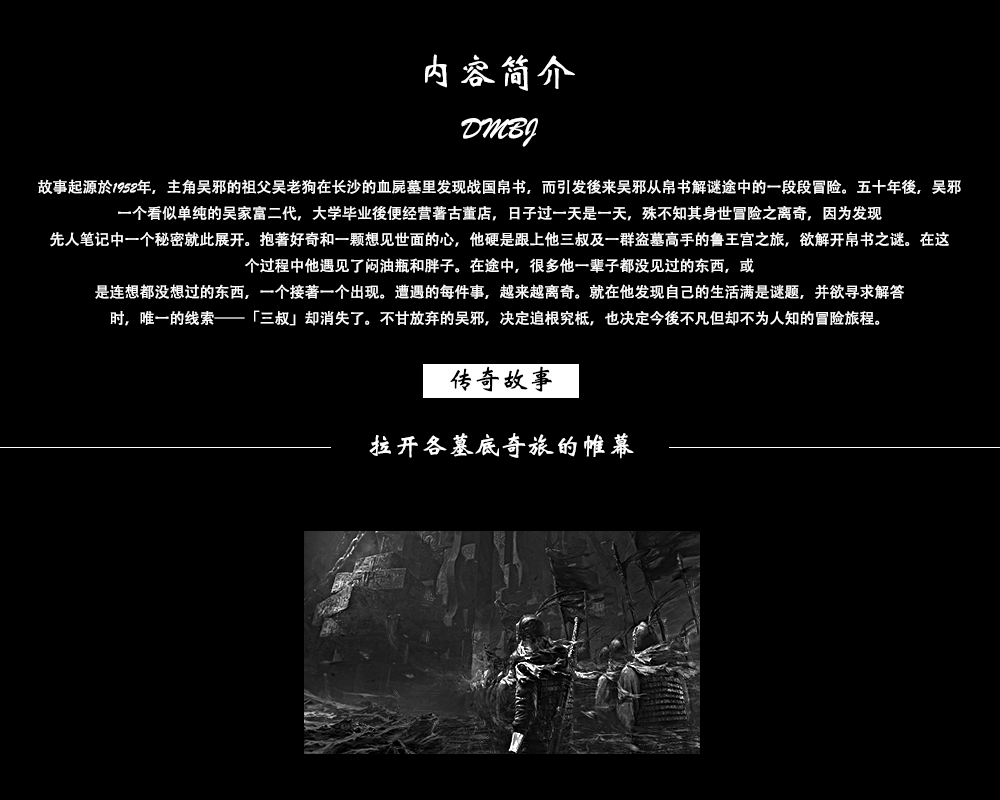 内容简介
DMBJ
故事起源於1952年，主角吴邪的祖父吴老狗在长沙的血屍墓里发现战国帛书，而引发後来吴邪从帛书解谜途中的一段段冒险。五十年後，吴邪
一个看似单纯的吴家富二代，大学毕业後便经营著古董店，日子过一天是一天，殊不知其身世冒险之离奇，因为发现
先人笔记中一个秘密就此展开。抱著好奇和一颗想见世面的心，他硬是跟上他三叔及一群盗墓高手的鲁王宫之旅，欲解开帛书之谜。在这
个过程中他遇见了闷油瓶和胖子。在途中，很多他一辈子都没见过的东西，或
是连想都没想过的东西，一个接著一个出现。遭遇的每件事，越来越离奇。就在他发现自己的生活满是谜题，并欲寻求解答
时，唯一的线索——「三叔」却消失了。不甘放弃的吴邪，决定追根究柢，也决定今後不凡但却不为人知的冒险旅程。
传奇故事
拉开各墓底奇旅的帷幕